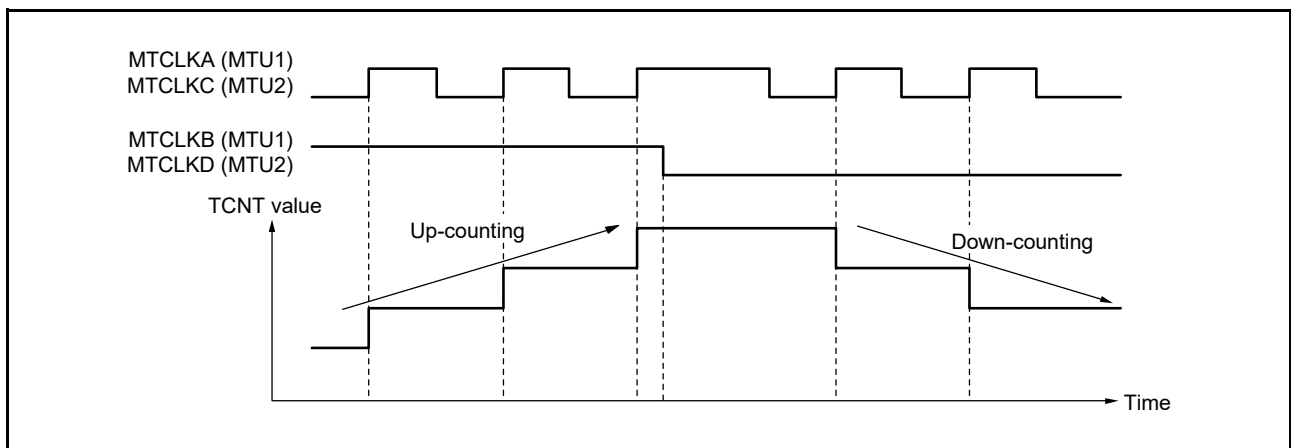 MTCLKA (MTU1)
MTCLKC (MTU2)
MTCLKB (MTU1)
MTCLKD (MTU2)
TCNT value
Up-counting
Down-counting
Time